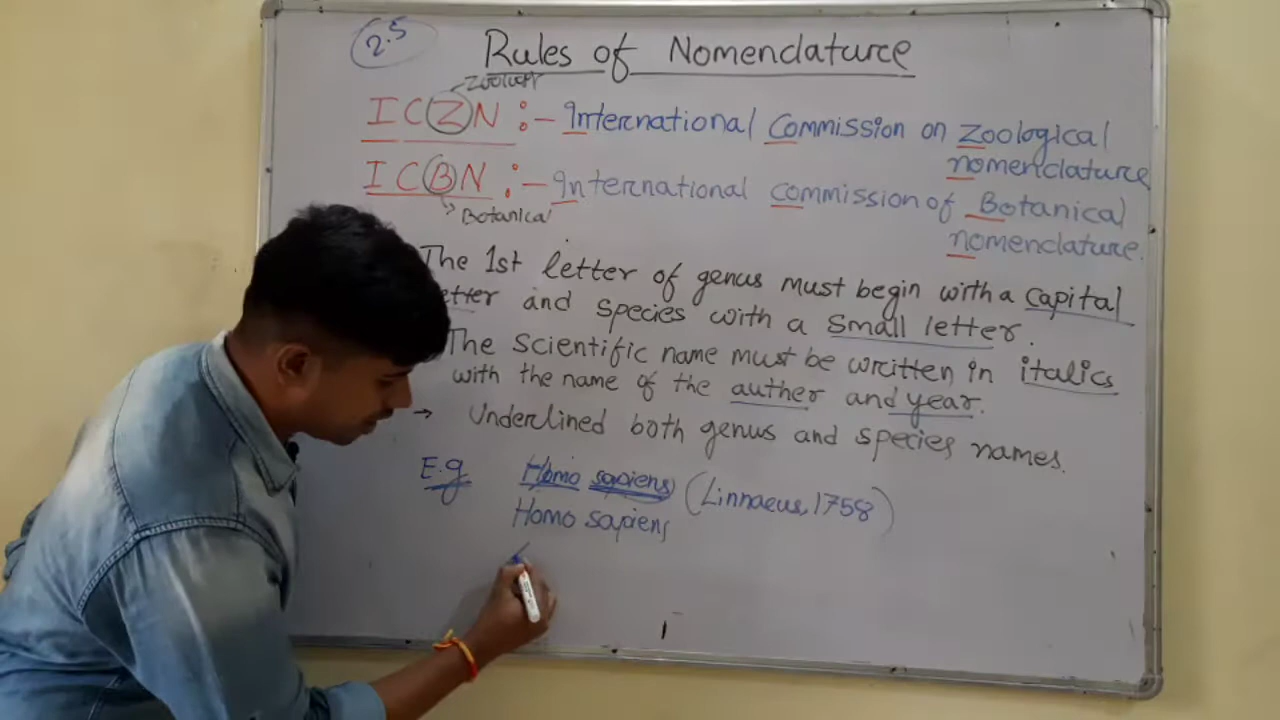 2.5
Rules of Nomenclature
Zoology
ICZN :- International Commission on Zoological
nomenclature
ICBN :- International commission of Botanical
Botanical
nomenclature.
The 1st letter of genus must begin with a capital
letter and species with a small letter.
The scientific name must be written in italics
with the name of the auther and year.
→ Underlined both genus and species names.
E.g Homo sapiens (Linnaeus, 1758)
Homo sapiens